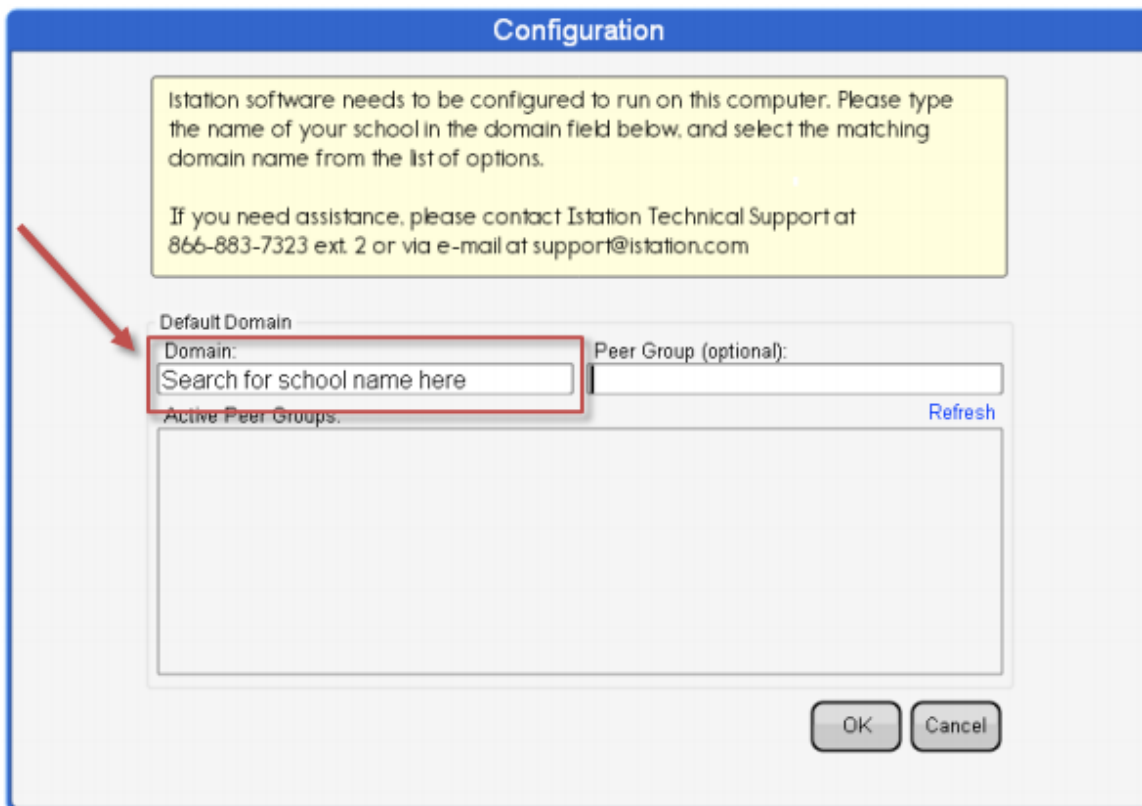 Configuration
Istation software needs to be configured to run on this computer. Please type
the name of your school in the domain field below, and select the matching
domain name from the list of options.
If you need assistance, please contact Istation Technical Support at
866-883-7323 ext. 2 or via e-mail at support@istation.com
Default Domain
Domain:
Peer Group (optional):
Search for school name here
Active Peer Groups:
Refresh
OK
Cancel